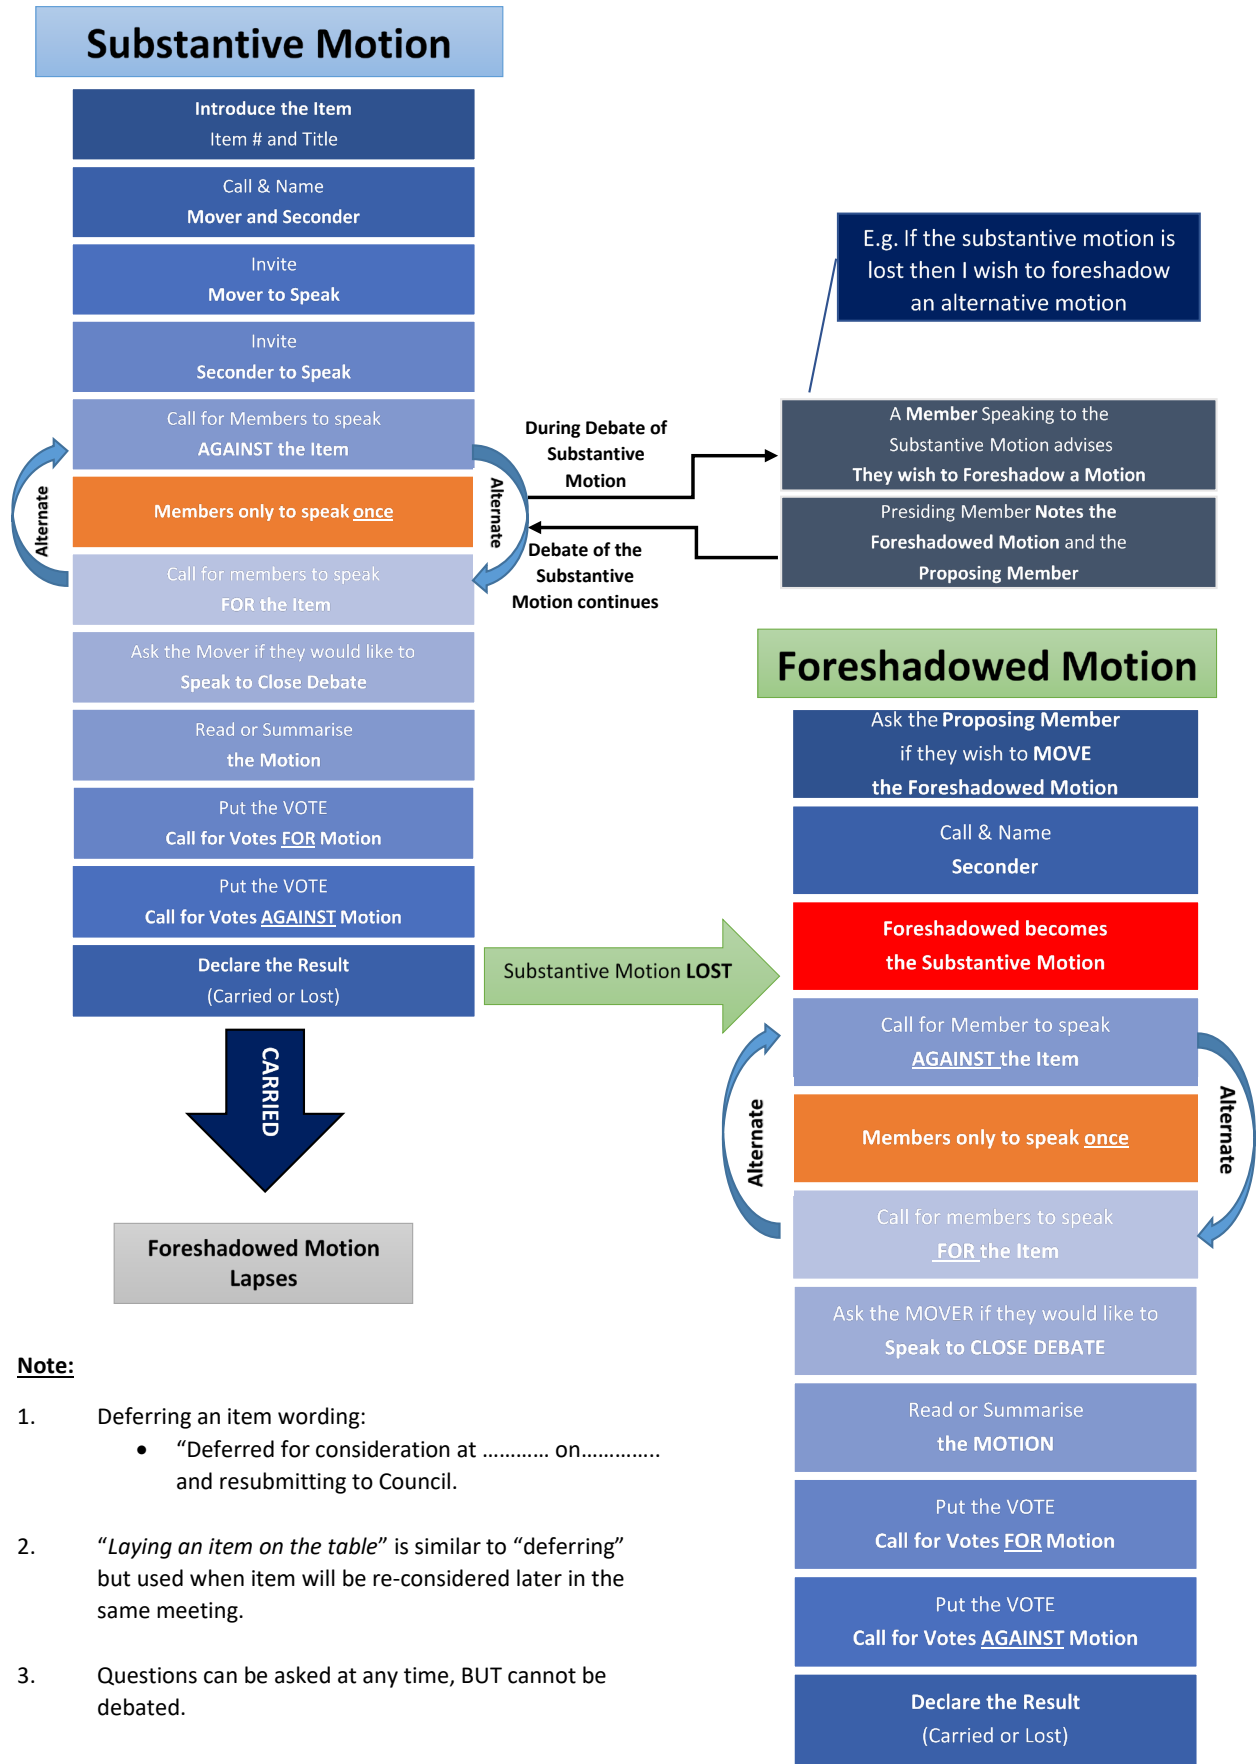 Substantive Motion
Introduce the Item
Item # and Title
Call & Name
Mover and Seconder
Invite
Mover to Speak
Invite
Seconder to Speak
Call for Members to speak
AGAINST the Item
Alternate
Members only to speak once
Alternate
Call for members to speak
FOR the Item
Ask the Mover if they would like to
Speak to Close Debate
Read or Summarise
the Motion
Put the VOTE
Call for Votes FOR Motion
Put the VOTE
Call for Votes AGAINST Motion
Declare the Result
(Carried or Lost)
CARRIED
Foreshadowed Motion
Lapses
During Debate of
Substantive
Motion
Debate of the
Substantive
Motion continues
E.g. If the substantive motion is
lost then I wish to foreshadow
an alternative motion
A Member Speaking to the
Substantive Motion advises
They wish to Foreshadow a Motion
Presiding Member Notes the
Foreshadowed Motion and the
Proposing Member
Substantive Motion LOST
Foreshadowed Motion
Ask the Proposing Member
if they wish to MOVE
the Foreshadowed Motion
Call & Name
Seconder
Foreshadowed becomes
the Substantive Motion
Call for Member to speak
AGAINST the Item
Alternate
Members only to speak once
Alternate
Call for members to speak
FOR the Item
Ask the MOVER if they would like to
Speak to CLOSE DEBATE
Read or Summarise
the MOTION
Put the VOTE
Call for Votes FOR Motion
Put the VOTE
Call for Votes AGAINST Motion
Declare the Result
(Carried or Lost)
Note:
1. Deferring an item wording:
• “Deferred for consideration at ………… on…………..
and resubmitting to Council.
2. “Laying an item on the table” is similar to “deferring”
but used when item will be re-considered later in the
same meeting.
3. Questions can be asked at any time, BUT cannot be
debated.